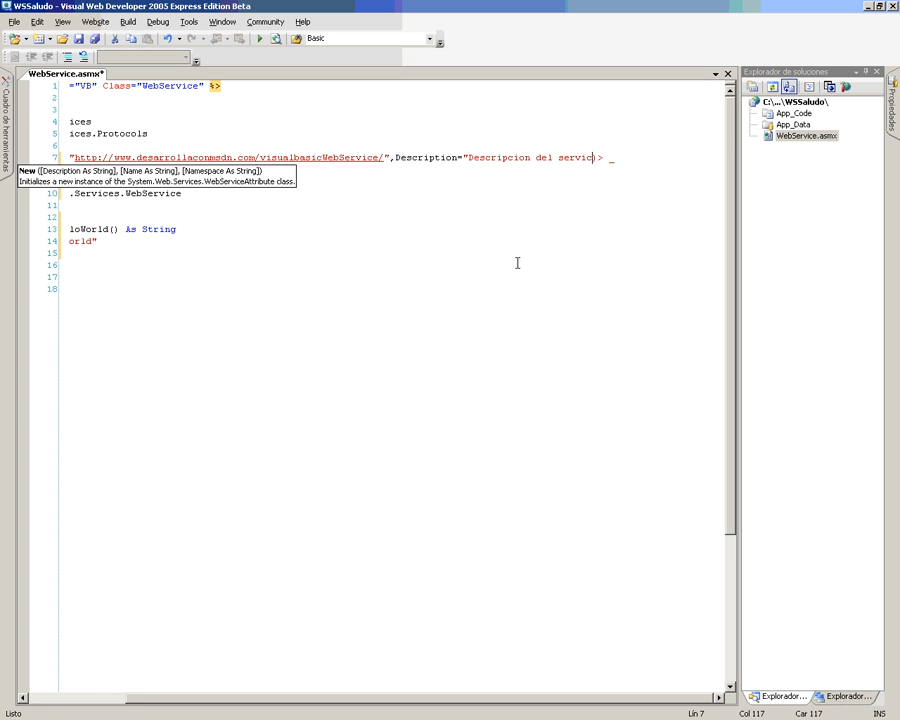 WSSaludo - Visual Web Developer 2005 Express Edition Beta
File Edit View Website Build Debug Tools Window Community Help
Basic
WebService.asmx*
Explorador de soluciones
1 ="VB" Class="WebService" %>
2
3
4 ices
5 ices.Protocols
6
7 "http://www.desarrollaconmsdn.com/visualbasicWebService/",Description="Descripcion del servic)> _
New ([Description As String], [Name As String], [Namespace As String])
Initializes a new instance of the System.Web.Services.WebServiceAttribute class.
10 .Services.WebService
11
12
13 loWorld() As String
14 orld"
15
16
17
18
C:\...\WSSaludo\
App_Code
App_Data
WebService.asmx
Cuadro de herramientas
Propiedades
Explorador...
Explorador...
Listo
Lín 7
Col 117
Car 117
INS